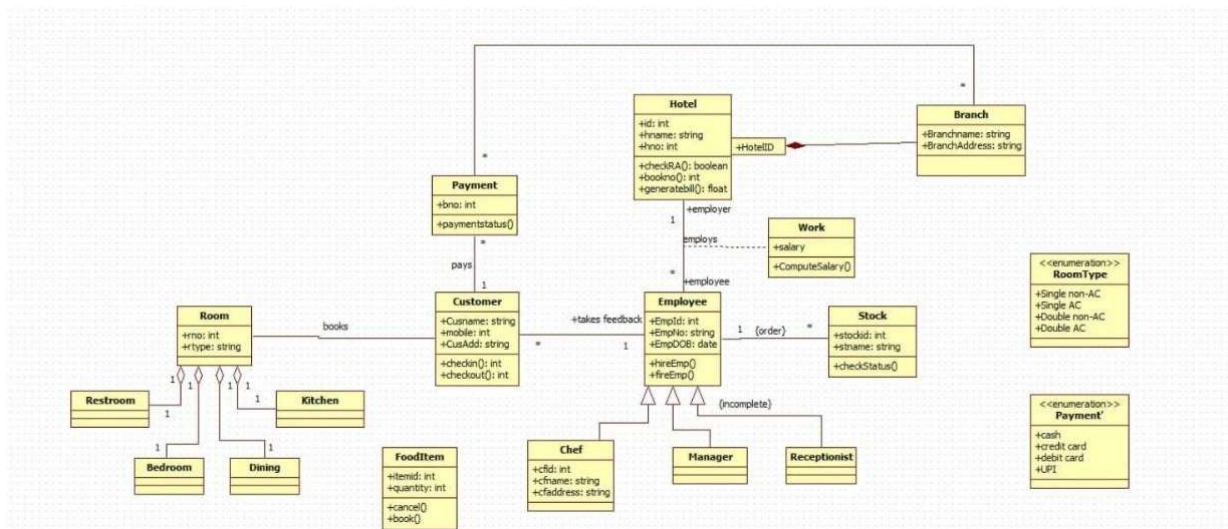 *
*
Hotel
+id: int
+hname: string
+hno: int
+checkRA(): boolean
+bookno(): int
+generatebill(): float
+HotelID
Branch
+Branchname: string
+BranchAddress: string
*
Payment
+bno: int
+paymentstatus()
*
pays
1
+employer
1
employs
*
+employee
Work
+salary
+ComputeSalary()
<<enumeration>>
RoomType
+Single non-AC
+Single AC
+Double non-AC
+Double AC
Room
+rno: int
+rtype: string
books
Customer
+Cusname: string
+mobile: int
+CusAdd: string
+checkin(): int
+checkout(): int
+takes feedback
*
1
Employee
+EmpId: int
+EmpNo: string
+EmpDOB: date
+hireEmp()
+fireEmp()
1
{order}
*
Stock
+stockid: int
+stname: string
+checkStatus()
1
1
1
1
Restroom
1
1
Kitchen
1
1
Bedroom
Dining
{incomplete}
FoodItem
+itemid: int
+quantity: int
+cancel()
+book()
Chef
+cfid: int
+cfname: string
+cfaddress: string
Manager
Receptionist
<<enumeration>>
Payment'
+cash
+credit card
+debit card
+UPI